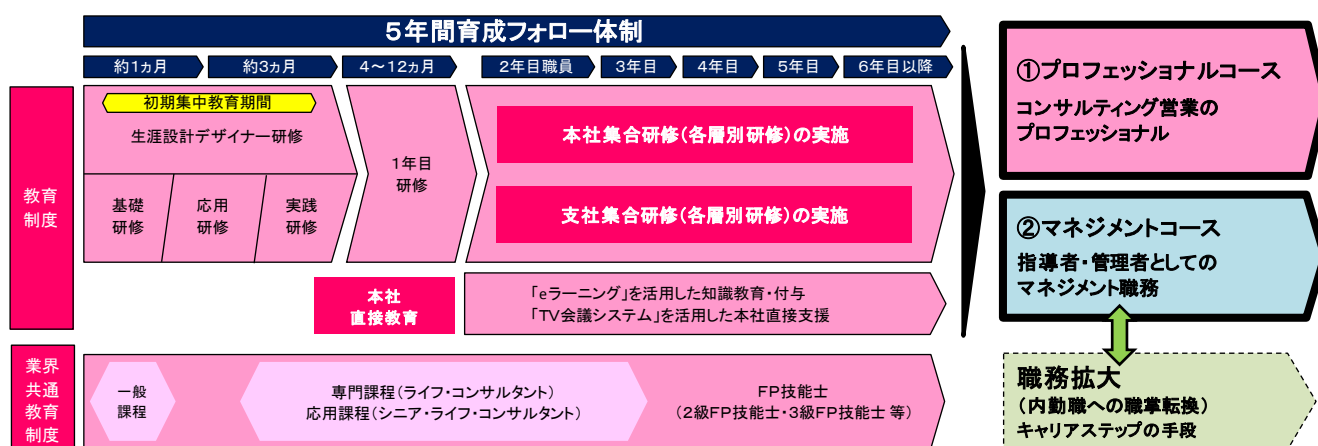 5年間育成フォロー体制
約1ヵ月
約3ヵ月
4～12ヵ月
2年目職員
3年目
4年目
5年目
6年目以降
教育
制度
初期集中教育期間
生涯設計デザイナー研修
基礎
研修
応用
研修
実践
研修
1年目
研修
本社集合研修(各層別研修)の実施
支社集合研修(各層別研修)の実施
本社
直接教育
「eラーニング」を活用した知識教育・付与
「TV会議システム」を活用した本社直接支援
業界
共通
教育
制度
一般
課程
専門課程(ライフ・コンサルタント)
応用課程(シニア・ライフ・コンサルタント)
FP技能士
(2級FP技能士・3級FP技能士 等)
①プロフェッショナルコース
コンサルティング営業の
プロフェッショナル
②マネジメントコース
指導者・管理者としての
マネジメント職務
職務拡大
(内勤職への職掌転換)
キャリアステップの手段